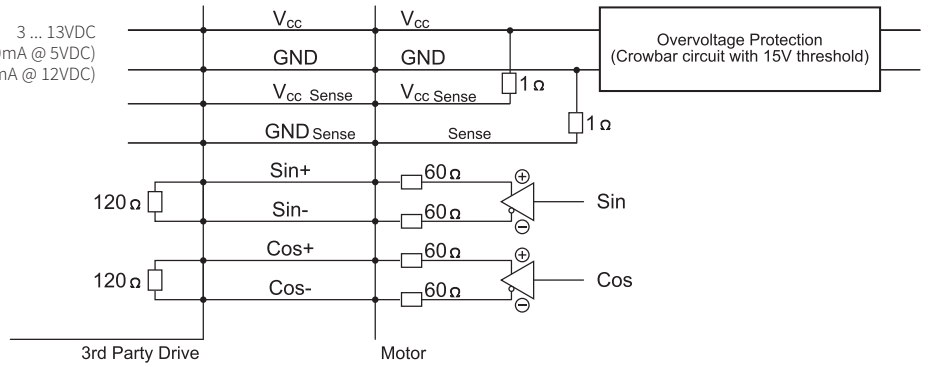 3 ... 13VDC
mA @ 5VDC)
mA @ 12VDC)
Vcc
Vcc
GND
GND
Vcc Sense
Vcc Sense
GND Sense
Sense
1 Ω
1 Ω
Overvoltage Protection
(Crowbar circuit with 15V threshold)
Sin+
60 Ω
120 Ω
Sin-
60 Ω
Sin
Cos+
60 Ω
120 Ω
Cos-
60 Ω
Cos
3rd Party Drive
Motor